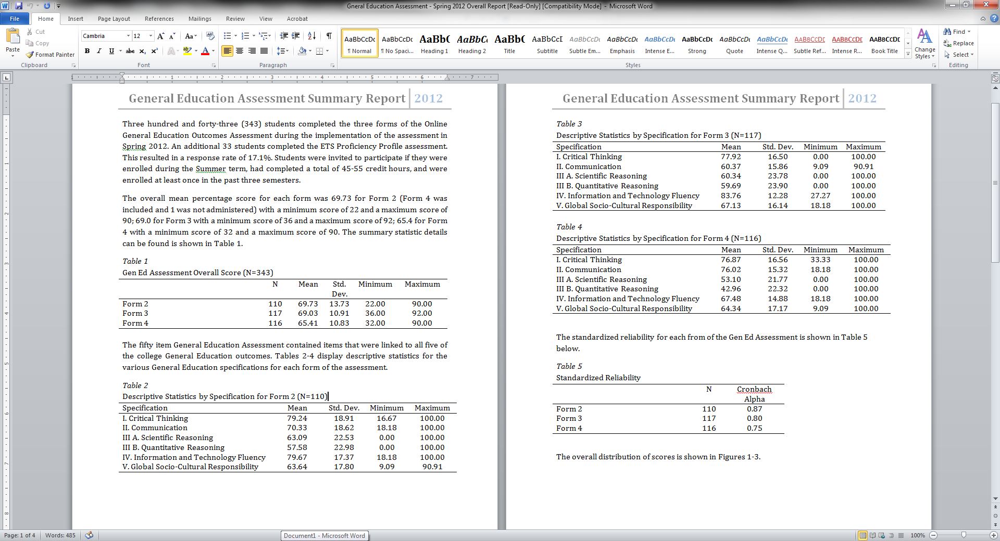 Gneral Education Assessment - Spring 2012 Overall Report [Read-Only] [Compatibility Mode] - Microsoft Word
File Home Insert Page Layout References Mailings Review View Acrobat
Paste
Cut
Copy
Format Painter
Clipboard
Cambria 12
Font
Paragraph
AaBbCcDc AaBbCcDc AaBbC AaBbC AaBbC AaBbCcI AaBbCcDc AaBbCcDc AaBbCcDc AaBbCcDc AaBbCcDc AaBbCcDc AABBCCDE AABBCCDE AABBCCDE
¶ Normal ¶ No Spaci... Heading 1 Heading 2 Title Subtitle Subtle Em... Emphasis Intense E... Strong Quote Intense Q... Subtle Ref... Intense R... Book Title
Change
Styles
Styles
Find
Replace
Select
Editing
General Education Assessment Summary Report 2012
Three hundred and forty-three (343) students completed the three forms of the Online
General Education Outcomes Assessment during the implementation of the assessment in
Spring 2012. An additional 33 students completed the ETS Proficiency Profile assessment.
This resulted in a response rate of 17.1%. Students were invited to participate if they were
enrolled during the Summer term, had completed a total of 45-55 credit hours, and were
enrolled at least once in the past three semesters.
The overall mean percentage score for each form was 69.73 for Form 2 (Form 4 was
included and 1 was not administered) with a minimum score of 22 and a maximum score of
90; 69.0 for Form 3 with a minimum score of 36 and a maximum score of 92; 65.4 for Form
4 with a minimum score of 32 and a maximum score of 90. The summary statistic details
can be found is shown in Table 1.
Table 1
Gen Ed Assessment Overall Score (N=343)
N Mean Std. Dev. Minimum Maximum
Form 2 110 69.73 13.73 22.00 90.00
Form 3 117 69.03 10.91 36.00 92.00
Form 4 116 65.41 10.83 32.00 90.00
The fifty item General Education Assessment contained items that were linked to all five of
the college General Education outcomes. Tables 2-4 display descriptive statistics for the
various General Education specifications for each form of the assessment.
Table 2
Descriptive Statistics by Specification for Form 2 (N=110)
Specification Mean Std. Dev. Minimum Maximum
I. Critical Thinking 79.24 18.91 16.67 100.00
II. Communication 70.33 18.62 18.18 100.00
III A. Scientific Reasoning 63.09 22.53 0.00 100.00
III B. Quantitative Reasoning 57.58 22.98 0.00 100.00
IV. Information and Technology Fluency 79.67 17.37 18.18 100.00
V. Global Socio-Cultural Responsibility 63.64 17.80 9.09 90.91
General Education Assessment Summary Report 2012
Table 3
Descriptive Statistics by Specification for Form 3 (N=117)
Specification Mean Std. Dev. Minimum Maximum
I. Critical Thinking 77.92 16.50 0.00 100.00
II. Communication 60.37 15.86 9.09 90.91
III A. Scientific Reasoning 60.34 23.78 0.00 100.00
III B. Quantitative Reasoning 59.69 23.90 0.00 100.00
IV. Information and Technology Fluency 83.76 12.28 27.27 100.00
V. Global Socio-Cultural Responsibility 67.13 16.14 18.18 100.00
Table 4
Descriptive Statistics by Specification for Form 4 (N=116)
Specification Mean Std. Dev. Minimum Maximum
I. Critical Thinking 76.87 16.56 33.33 100.00
II. Communication 76.02 15.32 18.18 100.00
III A. Scientific Reasoning 53.10 21.77 0.00 100.00
III B. Quantitative Reasoning 42.96 22.32 0.00 100.00
IV. Information and Technology Fluency 67.48 14.88 18.18 100.00
V. Global Socio-Cultural Responsibility 64.34 17.17 9.09 100.00
The standardized reliability for each from of the Gen Ed Assessment is shown in Table 5
below.
Table 5
Standardized Reliability
N Cronbach Alpha
Form 2 110 0.87
Form 3 117 0.80
Form 4 116 0.75
The overall distribution of scores is shown in Figures 1-3.
Page: 1 of 4 Words: 485 Document1 - Microsoft Word 100%